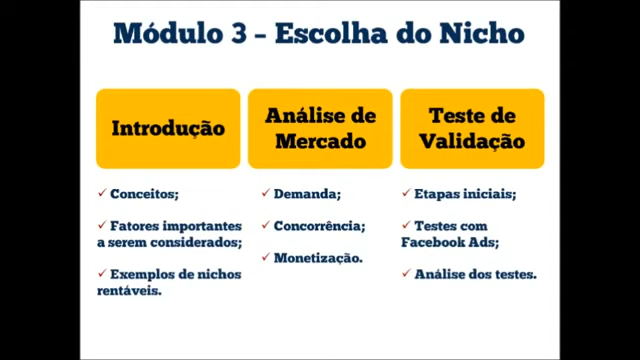 Módulo 3 – Escolha do Nicho
Introdução
✓ Conceitos;
✓ Fatores importantes
a serem considerados;
✓ Exemplos de nichos
rentáveis.
Análise de
Mercado
✓ Demanda;
✓ Concorrência;
✓ Monetização.
Teste de
Validação
✓ Etapas iniciais;
✓ Testes com
Facebook Ads;
✓ Análise dos testes.